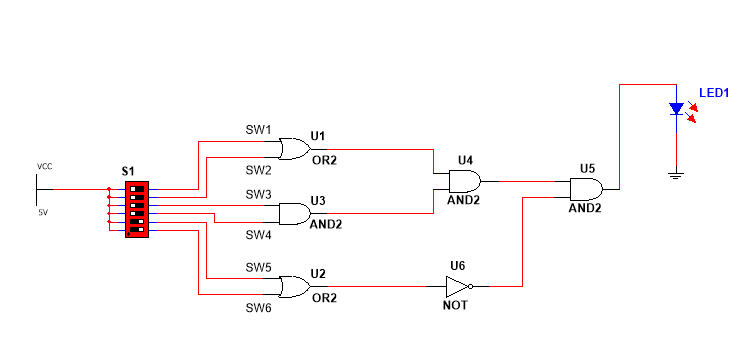 LED1
SW1
U1
OR2
SW2
VCC
S1
U4
U5
SW3
U3
AND2
AND2
AND2
5V
SW4
SW5
U2
U6
OR2
NOT
SW6